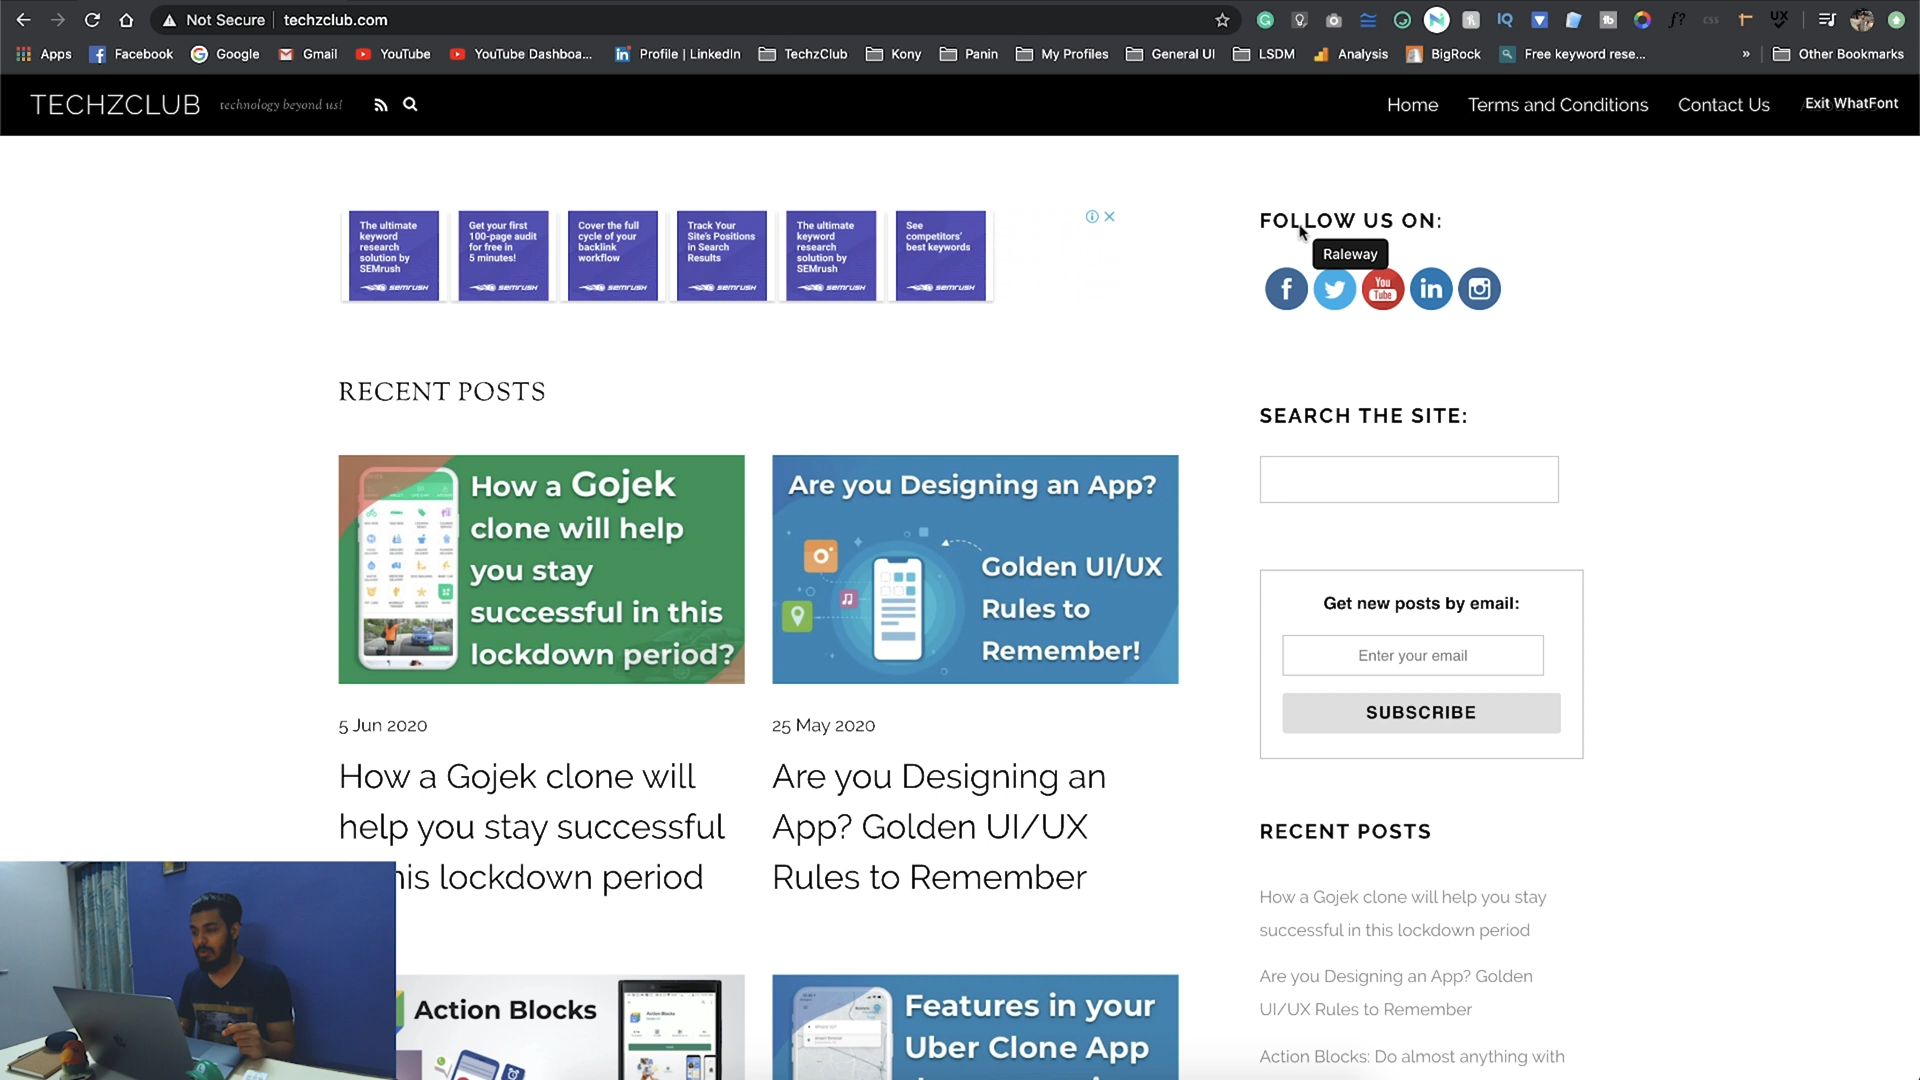 Not Secure
techzclub.com
Apps
Facebook
Google
Gmail
YouTube
YouTube Dashboa...
Profile | LinkedIn
TechzClub
Kony
Panin
My Profiles
General UI
LSDM
Analysis
BigRock
Free keyword rese...
»
Other Bookmarks
TECHZCLUB
technology beyond us!
Home
Terms and Conditions
Contact Us
Exit WhatFont
The ultimate
keyword
research
solution by
SEMrush
SEMRUSH
Get your first
100-page audit
for free in
5 minutes!
SEMRUSH
Cover the full
cycle of your
backlink
workflow
SEMRUSH
Track Your
Site's Positions
in Search
Results
SEMRUSH
The ultimate
keyword
research
solution by
SEMrush
SEMRUSH
See
competitors'
best keywords
SEMRUSH
FOLLOW US ON:
Raleway
You
Tube
RECENT POSTS
How a Gojek
clone will help
you stay
successful in this
lockdown period?
5 Jun 2020
How a Gojek clone will
help you stay successful
his lockdown period
Are you Designing an App?
Golden UI/UX
Rules to
Remember!
25 May 2020
Are you Designing an
App? Golden UI/UX
Rules to Remember
Action Blocks
Action Blocks
Features in your
Uber Clone App
SEARCH THE SITE:
Get new posts by email:
Enter your email
SUBSCRIBE
RECENT POSTS
How a Gojek clone will help you stay
successful in this lockdown period
Are you Designing an App? Golden
UI/UX Rules to Remember
Action Blocks: Do almost anything with